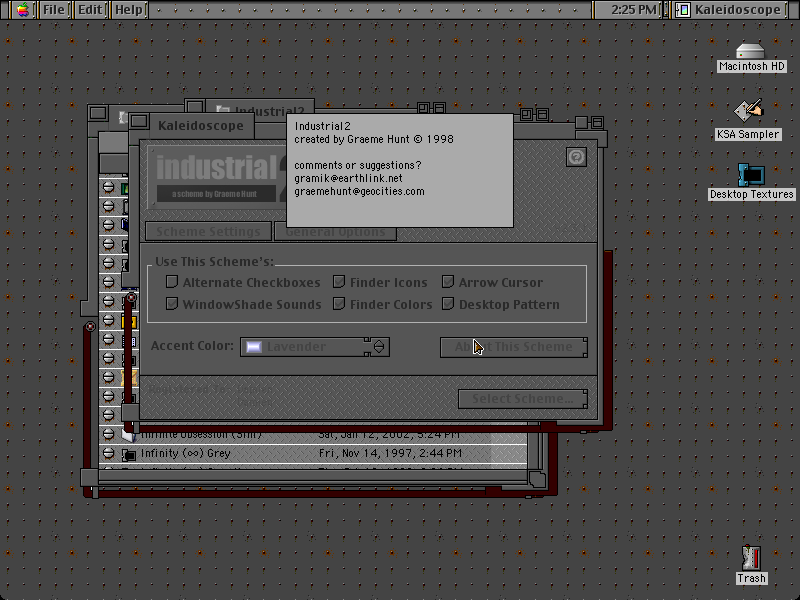 File Edit Help
2:25 PM Kaleidoscope
Macintosh HD
KSA Sampler
Desktop Textures
Trash
Industrial2
Kaleidoscope
Industrial2
created by Graeme Hunt © 1998
comments or suggestions?
gramik@earthlink.net
graemehunt@geocities.com
industrial
a scheme by Graeme Hunt
Scheme Settings General Options
Use This Scheme's:
Alternate Checkboxes Finder Icons Arrow Cursor
WindowShade Sounds Finder Colors Desktop Pattern
Accent Color: Lavender About This Scheme
Select Scheme...
Infinite Obsession (Slim) Sat, Jan 12, 2002, 5:24 PM
Infinity (∞) Grey Fri, Nov 14, 1997, 2:44 PM